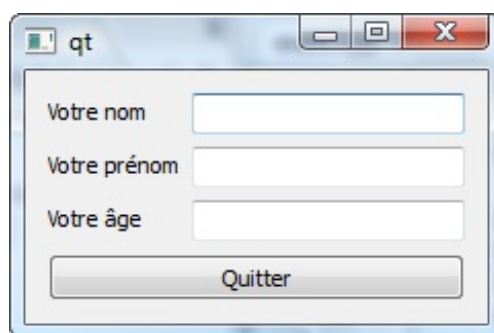 qt
Votre nom
Votre prénom
Votre âge
Quitter